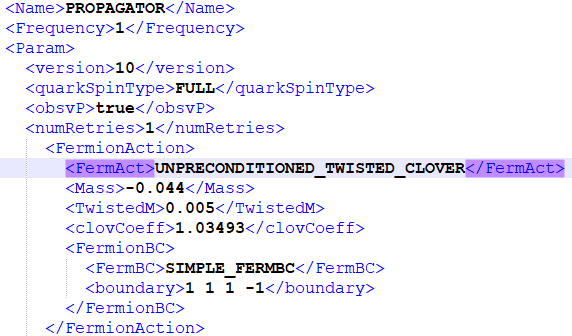 <Name>PROPAGATOR</Name>
<Frequency>1</Frequency>
<Param>
<version>10</version>
<quarkSpinType>FULL</quarkSpinType>
<obsvP>true</obsvP>
<numRetries>1</numRetries>
<FermionAction>
<FermAct>UNPRECONDITIONED_TWISTED_CLOVER</FermAct>
<Mass>-0.044</Mass>
<TwistedM>0.005</TwistedM>
<clovCoeff>1.03493</clovCoeff>
<FermionBC>
<FermBC>SIMPLE_FERMBC</FermBC>
<boundary>1 1 1 -1</boundary>
</FermionBC>
</FermionAction>